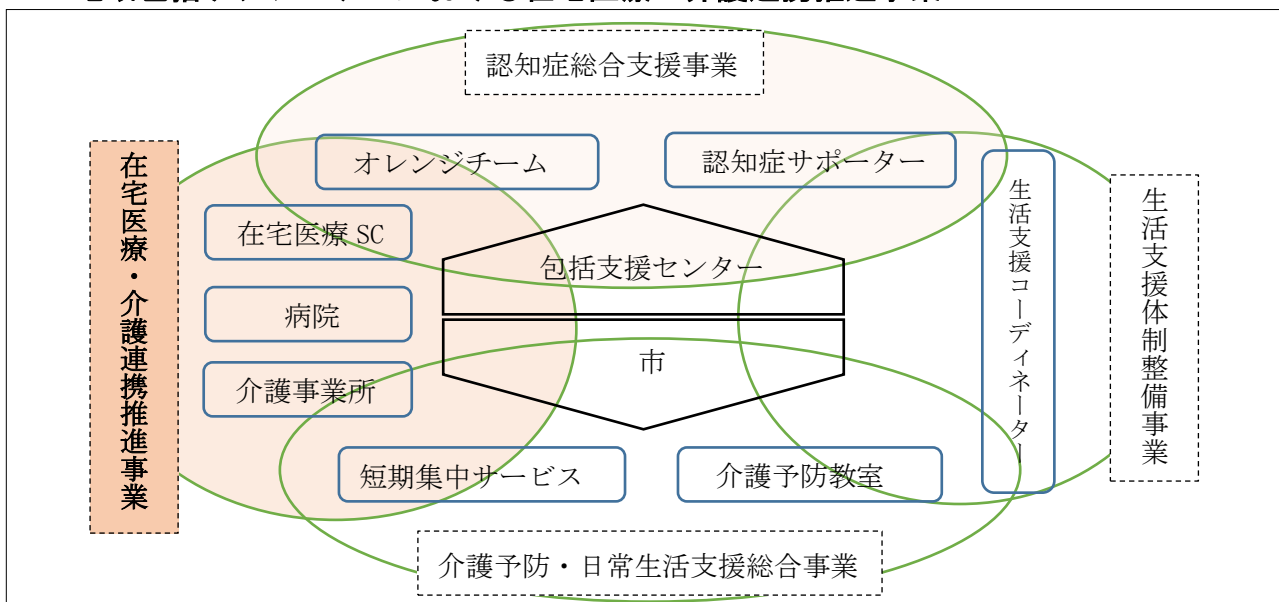 認知症総合支援事業
オレンジチーム
認知症サポーター
在宅医療・介護連携推進事業
在宅医療 SC
病院
介護事業所
包括支援センター
市
生活支援コーディネーター
生活支援体制整備事業
短期集中サービス
介護予防教室
介護予防・日常生活支援総合事業